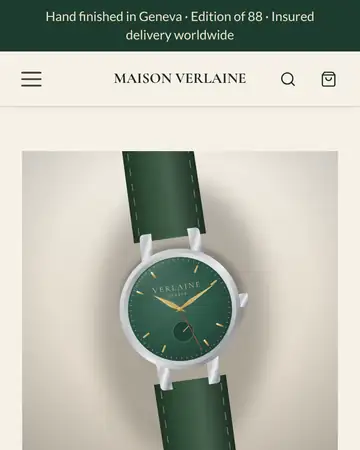 Hand finished in Geneva · Edition of 88 · Insured
delivery worldwide
MAISON VERLAINE
VERLAINE